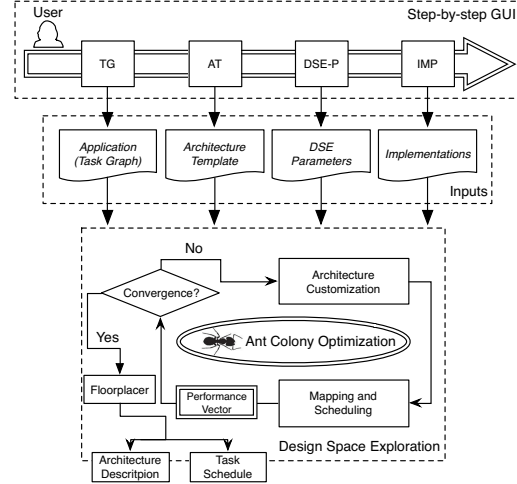 User
Step-by-step GUI
TG
AT
DSE-P
IMP
Application
(Task Graph)
Architecture
Template
DSE
Parameters
Implementations
Inputs
No
Convergence?
Architecture
Customization
Yes
Ant Colony Optimization
Floorplacer
Performance
Vector
Mapping and
Scheduling
Design Space Exploration
Architecture
Descritpion
Task
Schedule